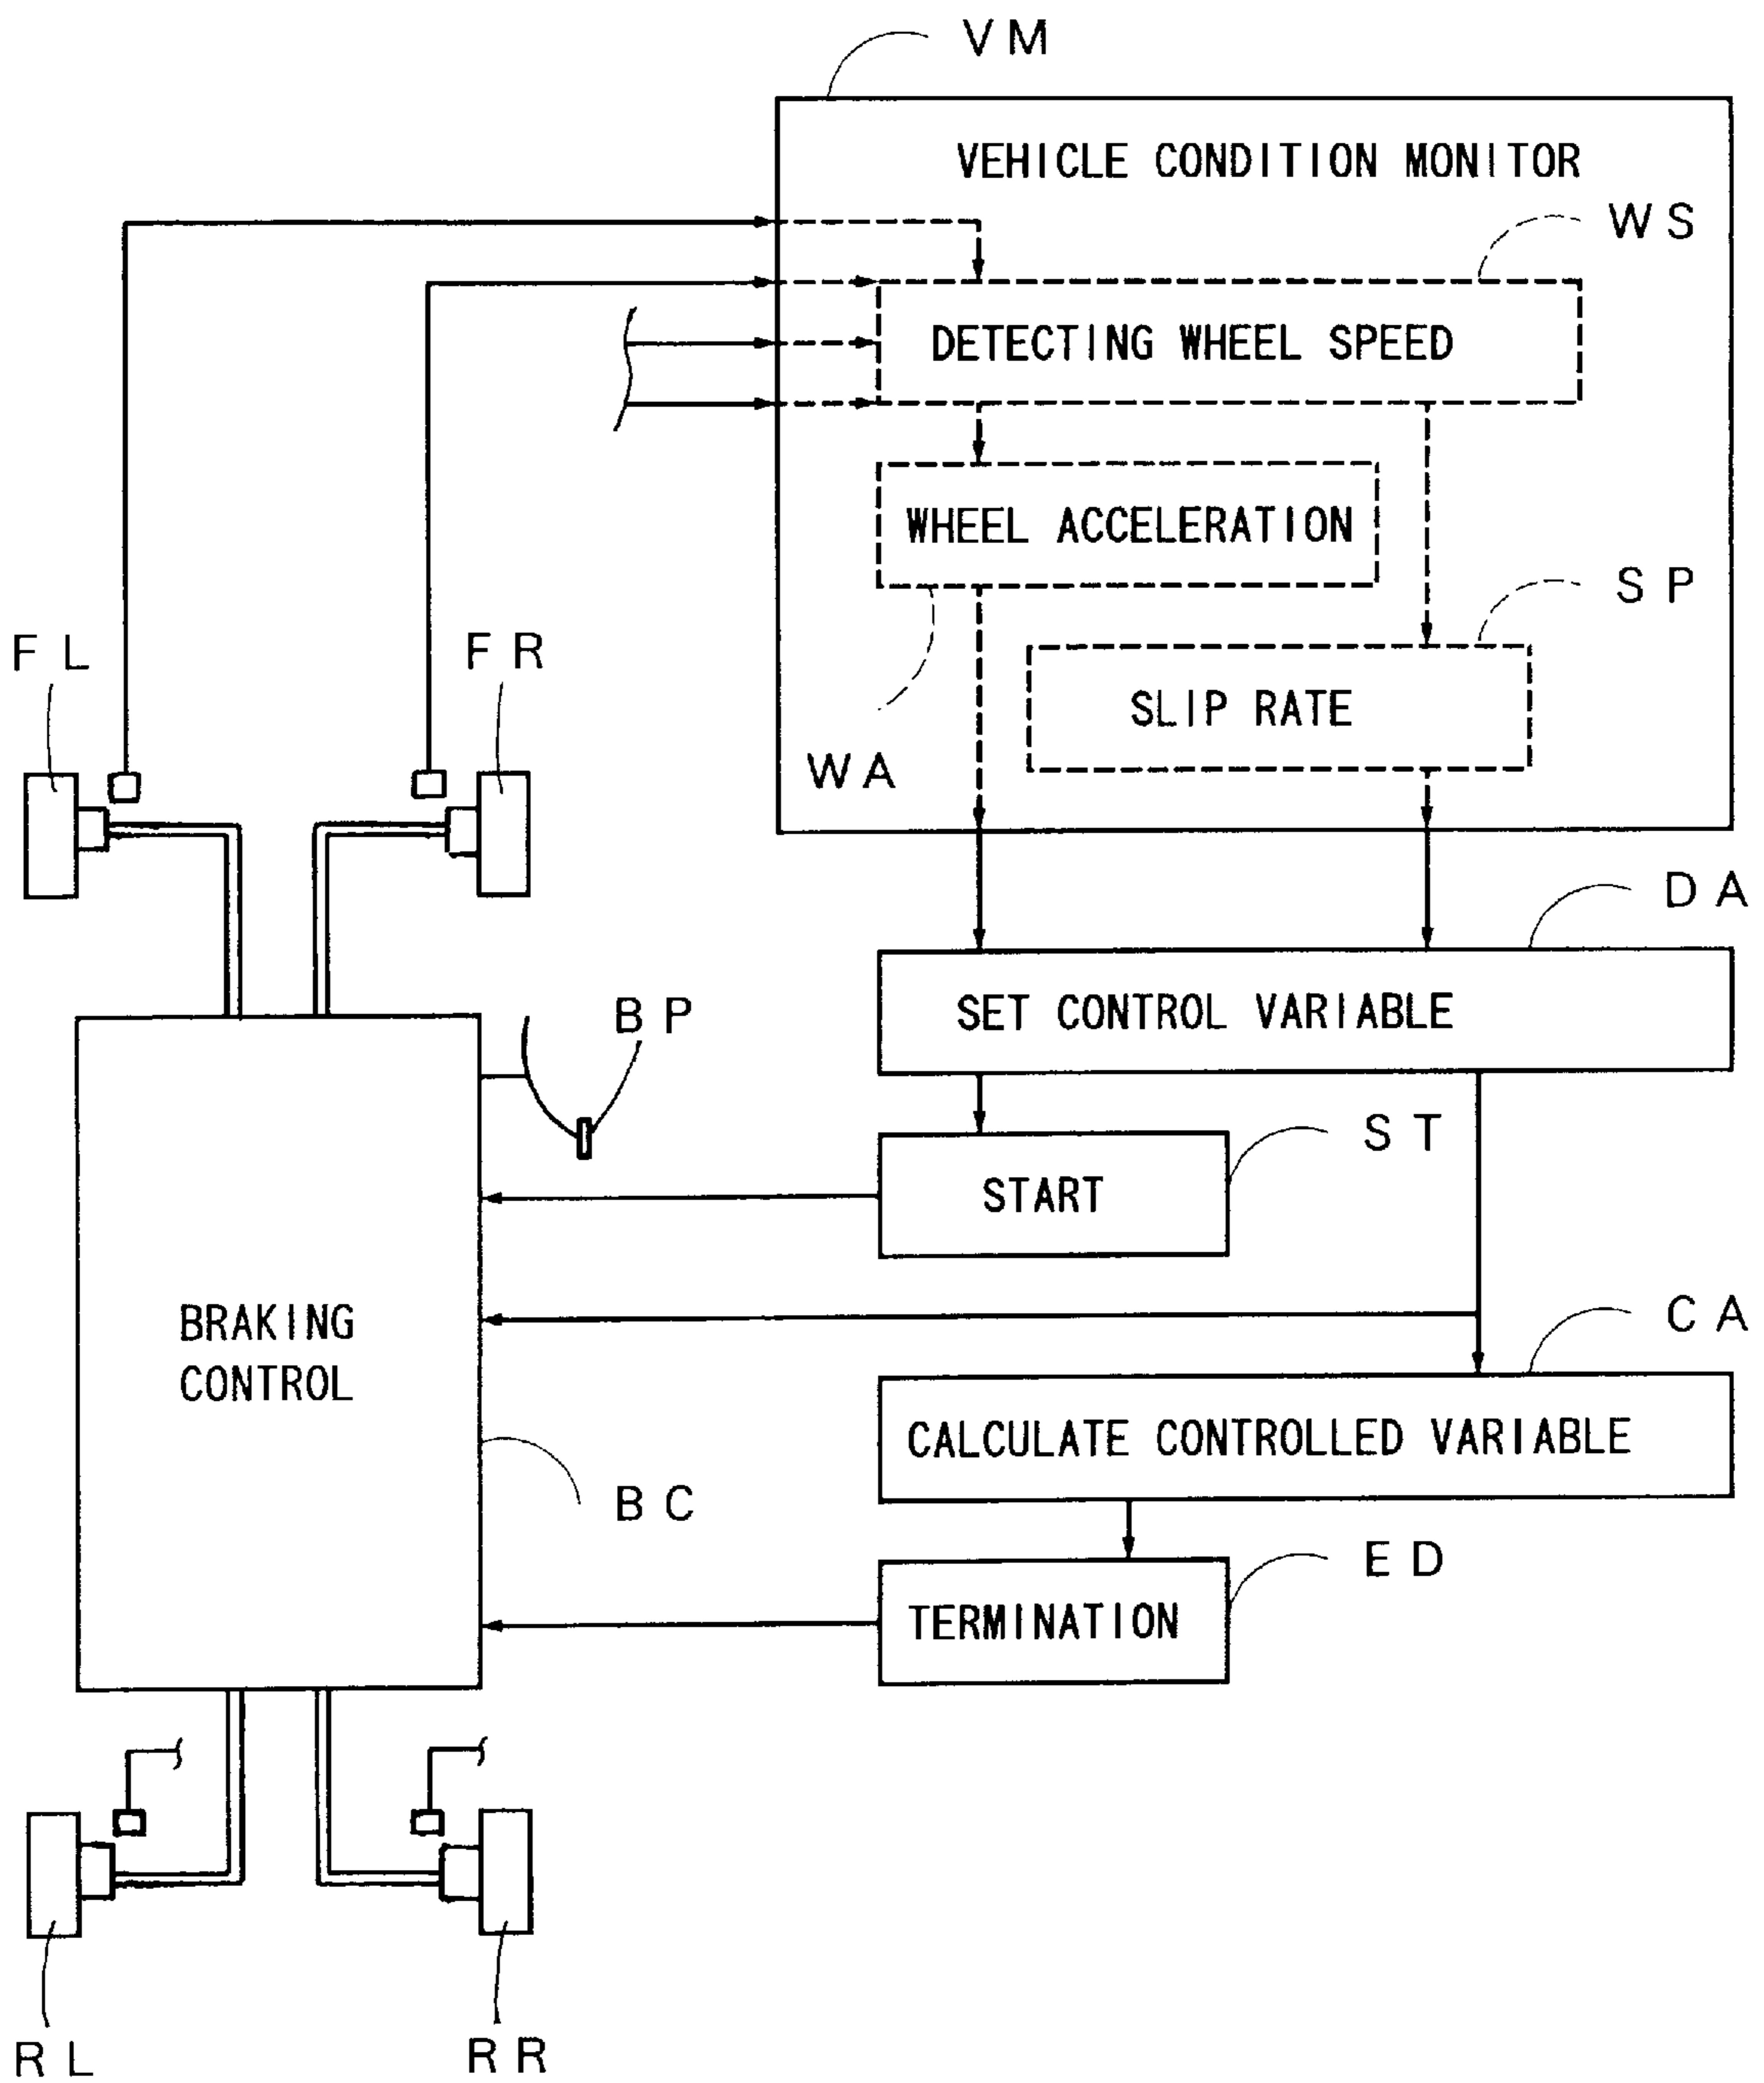 VM
VEHICLE CONDITION MONITOR
WS
DETECTING WHEEL SPEED
WHEEL ACCELERATION
SP
FL
FR
SLIP RATE
WA
DA
SET CONTROL VARIABLE
BP
ST
START
CA
BRAKING
CONTROL
CALCULATE CONTROLLED VARIABLE
BC
ED
TERMINATION
RL
RR